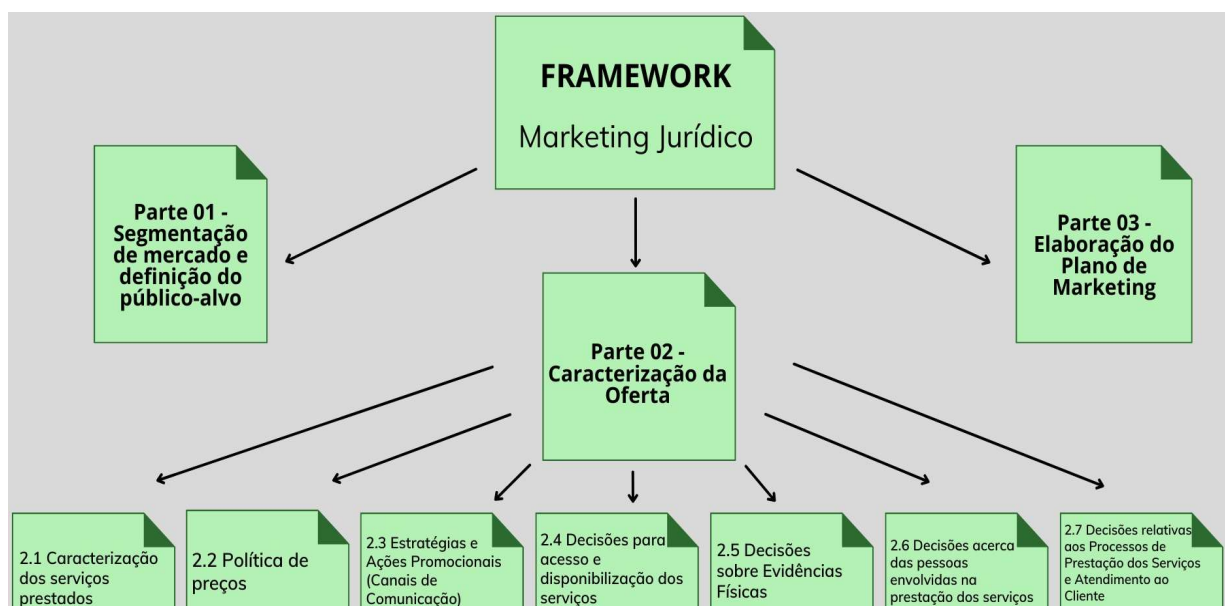 FRAMEWORK
Marketing Jurídico
Parte 01 -
Segmentação
de mercado e
definição do
público-alvo
Parte 03 -
Elaboração do
Plano de
Marketing
Parte 02 -
Caracterização da
Oferta
2.1 Caracterização
dos serviços
prestados
2.2 Política de
preços
2.3 Estratégias e
Ações Promocionais
(Canais de
Comunicação)
2.4 Decisões para
acesso e
disponibilização dos
serviços
2.5 Decisões
sobre Evidências
Físicas
2.6 Decisões acerca
das pessoas
envolvidas na
prestação dos serviços
2.7 Decisões relativas
aos Processos de
Prestação dos Serviços
e Atendimento ao
Cliente